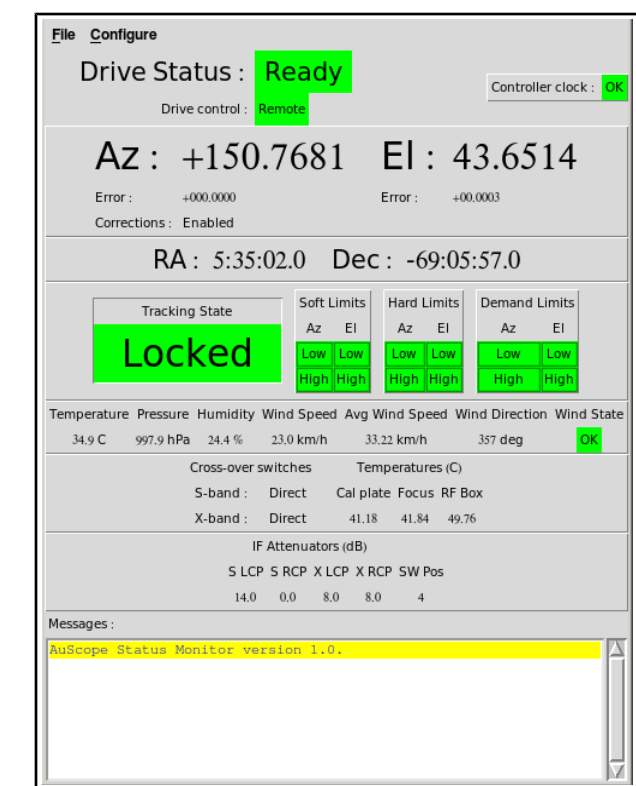 File Configure
Drive Status : Ready
Controller clock : OK
Drive control : Remote
Az : +150.7681 El : 43.6514
Error : +000.0000 Error : +00.0003
Corrections : Enabled
RA : 5:35:02.0 Dec : -69:05:57.0
Tracking State
Locked
Soft Limits
Az El
Low Low
High High
Hard Limits
Az El
Low Low
High High
Demand Limits
Az El
Low Low
High High
Temperature Pressure Humidity Wind Speed Avg Wind Speed Wind Direction Wind State
34.9 C 997.9 hPa 24.4 % 23.0 km/h 33.22 km/h 357 deg OK
Cross-over switches Temperatures (C)
S-band : Direct Cal plate Focus RF Box
X-band : Direct 41.18 41.84 49.76
IF Attenuators (dB)
S LCP S RCP X LCP X RCP SW Pos
14.0 0.0 8.0 8.0 4
Messages :
AuScope Status Monitor version 1.0.